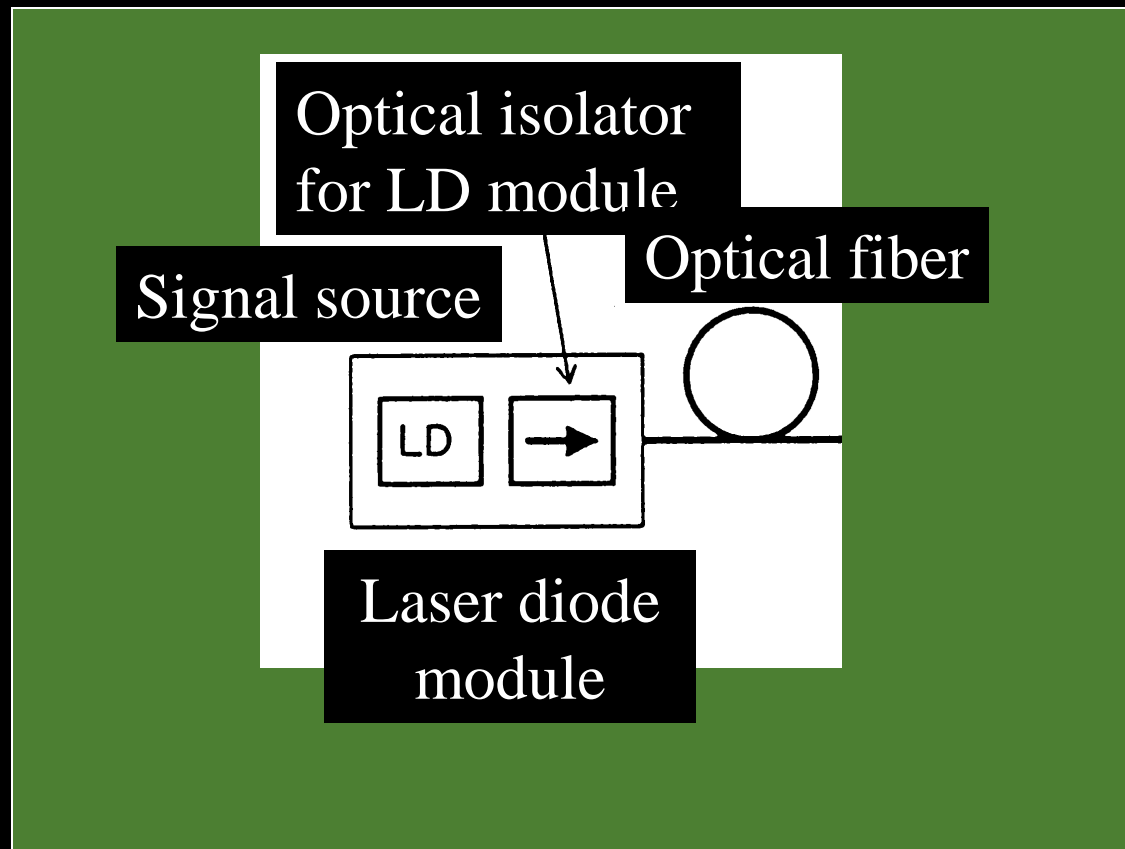 Optical isolator
for LD module
Optical fiber
Signal source
LD
Laser diode
module